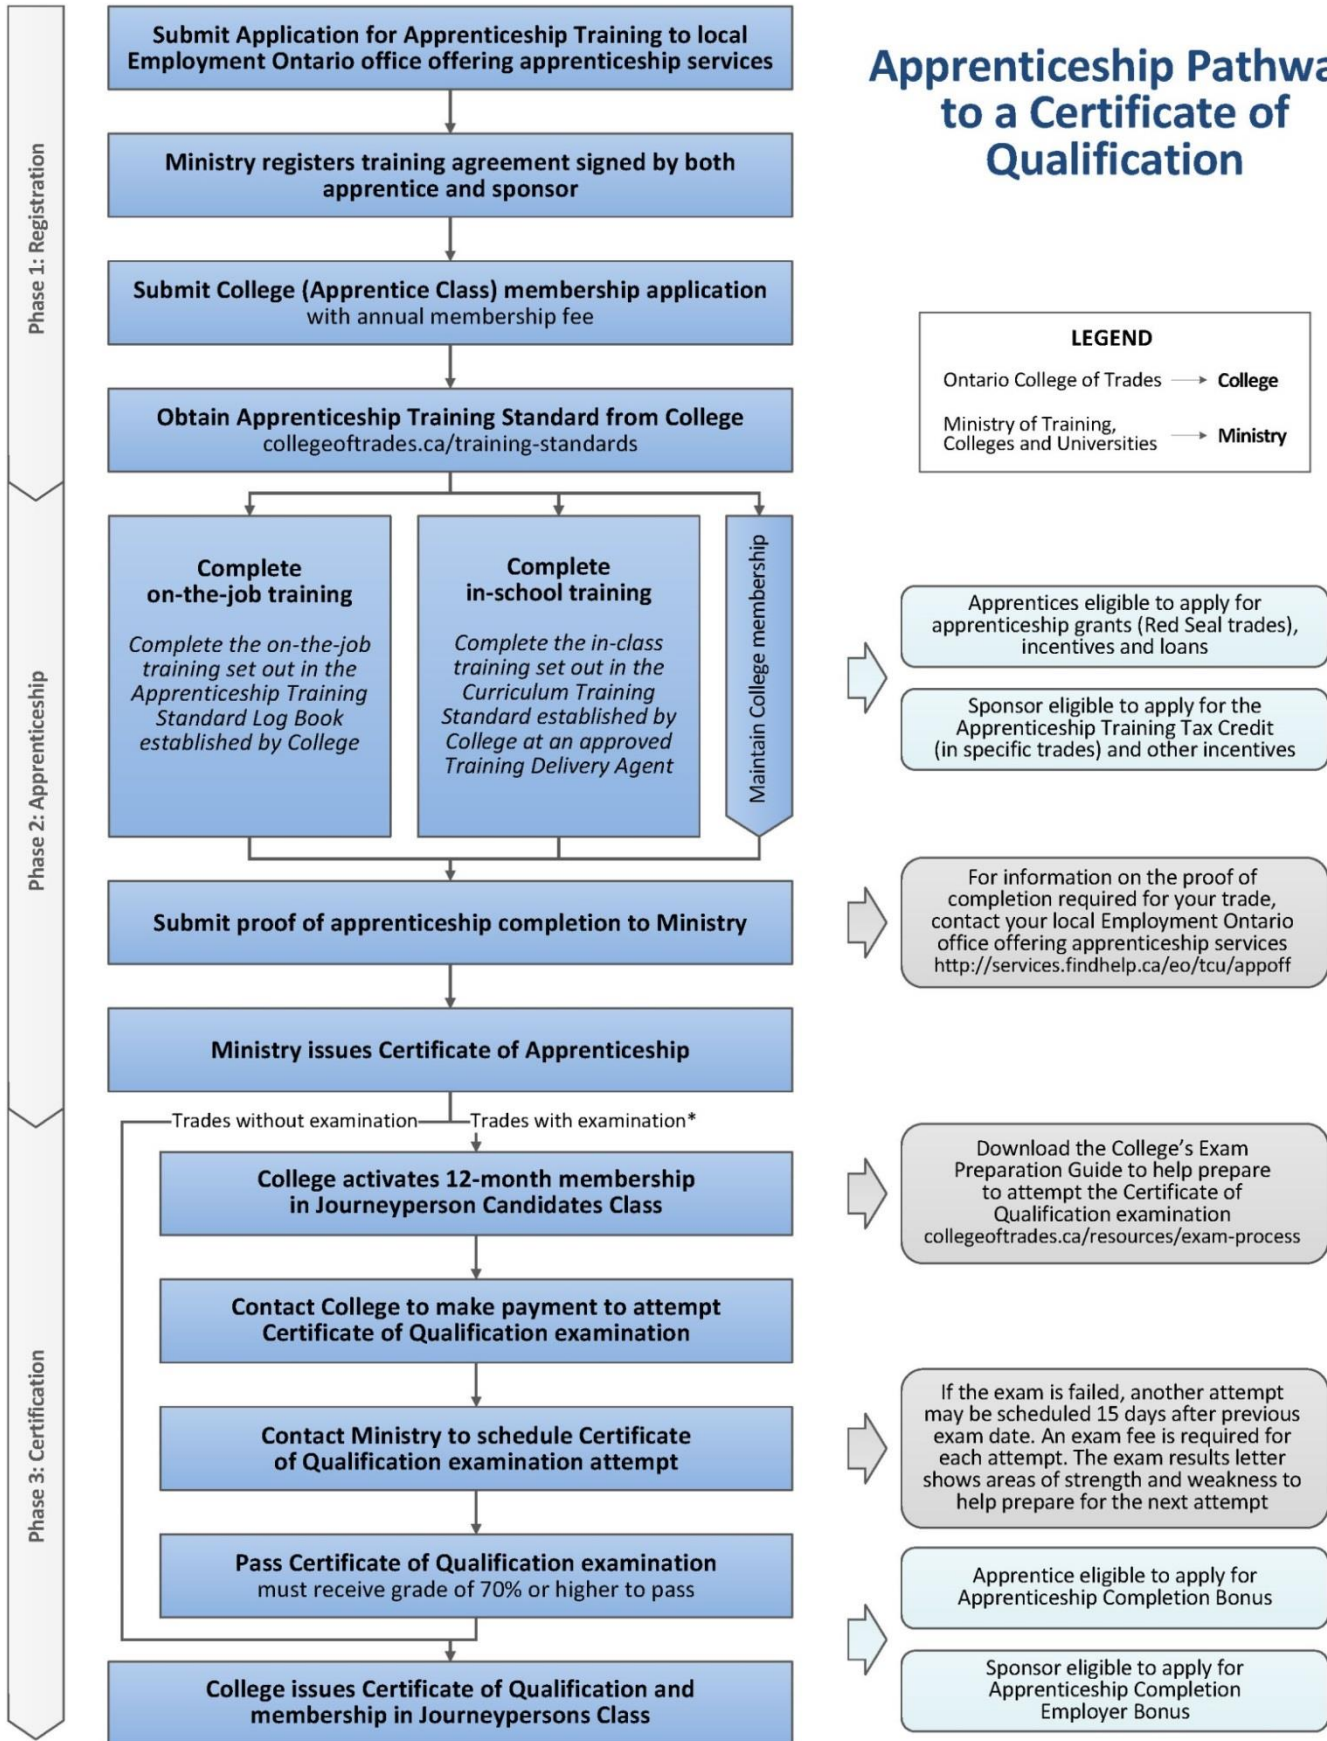 Apprenticeship Pathwa
to a Certificate of
Qualification
LEGEND
Ontario College of Trades → College
Ministry of Training,
Colleges and Universities → Ministry
Phase 1: Registration
Submit Application for Apprenticeship Training to local
Employment Ontario office offering apprenticeship services
Ministry registers training agreement signed by both
apprentice and sponsor
Submit College (Apprentice Class) membership application
with annual membership fee
Obtain Apprenticeship Training Standard from College
collegeoftrades.ca/training-standards
Phase 2: Apprenticeship
Complete
on-the-job training
Complete the on-the-job
training set out in the
Apprenticeship Training
Standard Log Book
established by College
Complete
in-school training
Complete the in-class
training set out in the
Curriculum Training
Standard established by
College at an approved
Training Delivery Agent
Maintain College membership
Apprentices eligible to apply for
apprenticeship grants (Red Seal trades),
incentives and loans
Sponsor eligible to apply for the
Apprenticeship Training Tax Credit
(in specific trades) and other incentives
Submit proof of apprenticeship completion to Ministry
For information on the proof of
completion required for your trade,
contact your local Employment Ontario
office offering apprenticeship services
http://services.findhelp.ca/eo/tcu/appoff
Ministry issues Certificate of Apprenticeship
Phase 3: Certification
Trades without examination
Trades with examination*
College activates 12-month membership
in Journeyperson Candidates Class
Download the College's Exam
Preparation Guide to help prepare
to attempt the Certificate of
Qualification examination
collegeoftrades.ca/resources/exam-process
Contact College to make payment to attempt
Certificate of Qualification examination
Contact Ministry to schedule Certificate
of Qualification examination attempt
If the exam is failed, another attempt
may be scheduled 15 days after previous
exam date. An exam fee is required for
each attempt. The exam results letter
shows areas of strength and weakness to
help prepare for the next attempt
Pass Certificate of Qualification examination
must receive grade of 70% or higher to pass
Apprentice eligible to apply for
Apprenticeship Completion Bonus
Sponsor eligible to apply for
Apprenticeship Completion
Employer Bonus
College issues Certificate of Qualification and
membership in Journeypersons Class